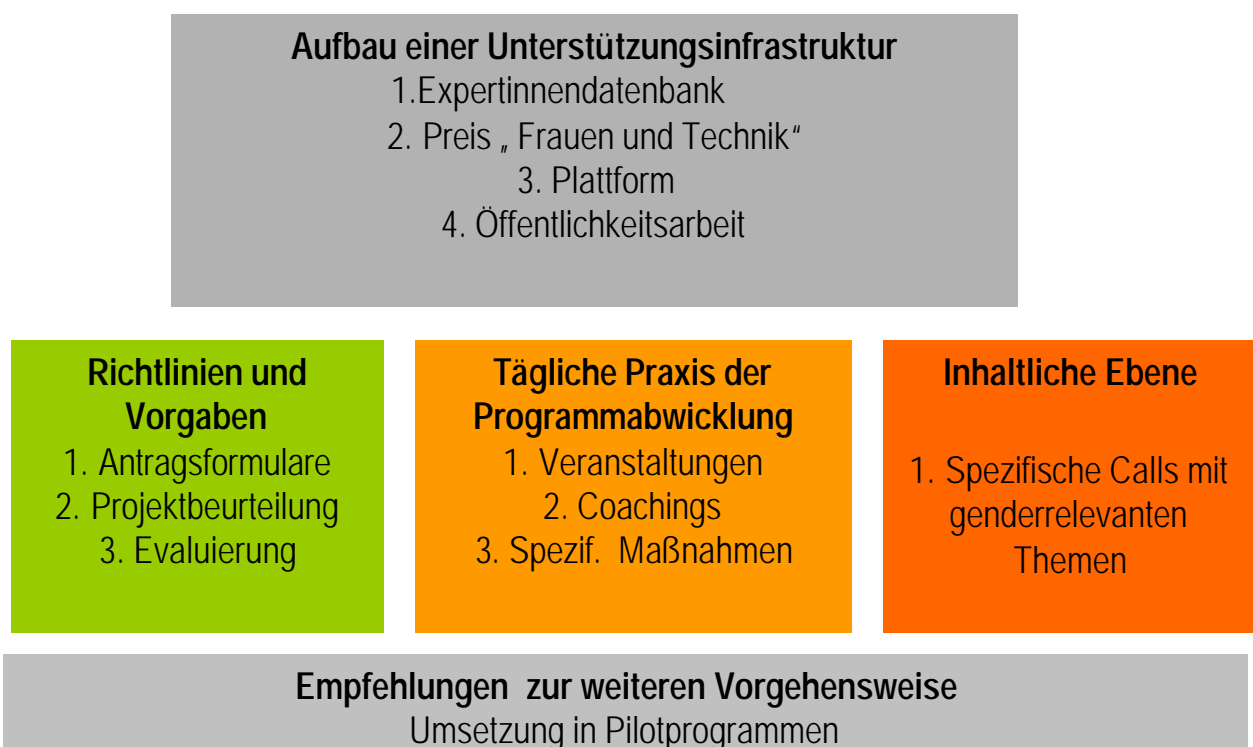 Aufbau einer Unterstützungsinfrastruktur
1.Expertinnendatenbank
2. Preis „ Frauen und Technik“
3. Plattform
4. Öffentlichkeitsarbeit
Richtlinien und
Vorgaben
1. Antragsformulare
2. Projektbeurteilung
3. Evaluierung
Tägliche Praxis der
Programmabwicklung
1. Veranstaltungen
2. Coachings
3. Spezif. Maßnahmen
Inhaltliche Ebene
1. Spezifische Calls mit
genderrelevanten
Themen
Empfehlungen zur weiteren Vorgehensweise
Umsetzung in Pilotprogrammen